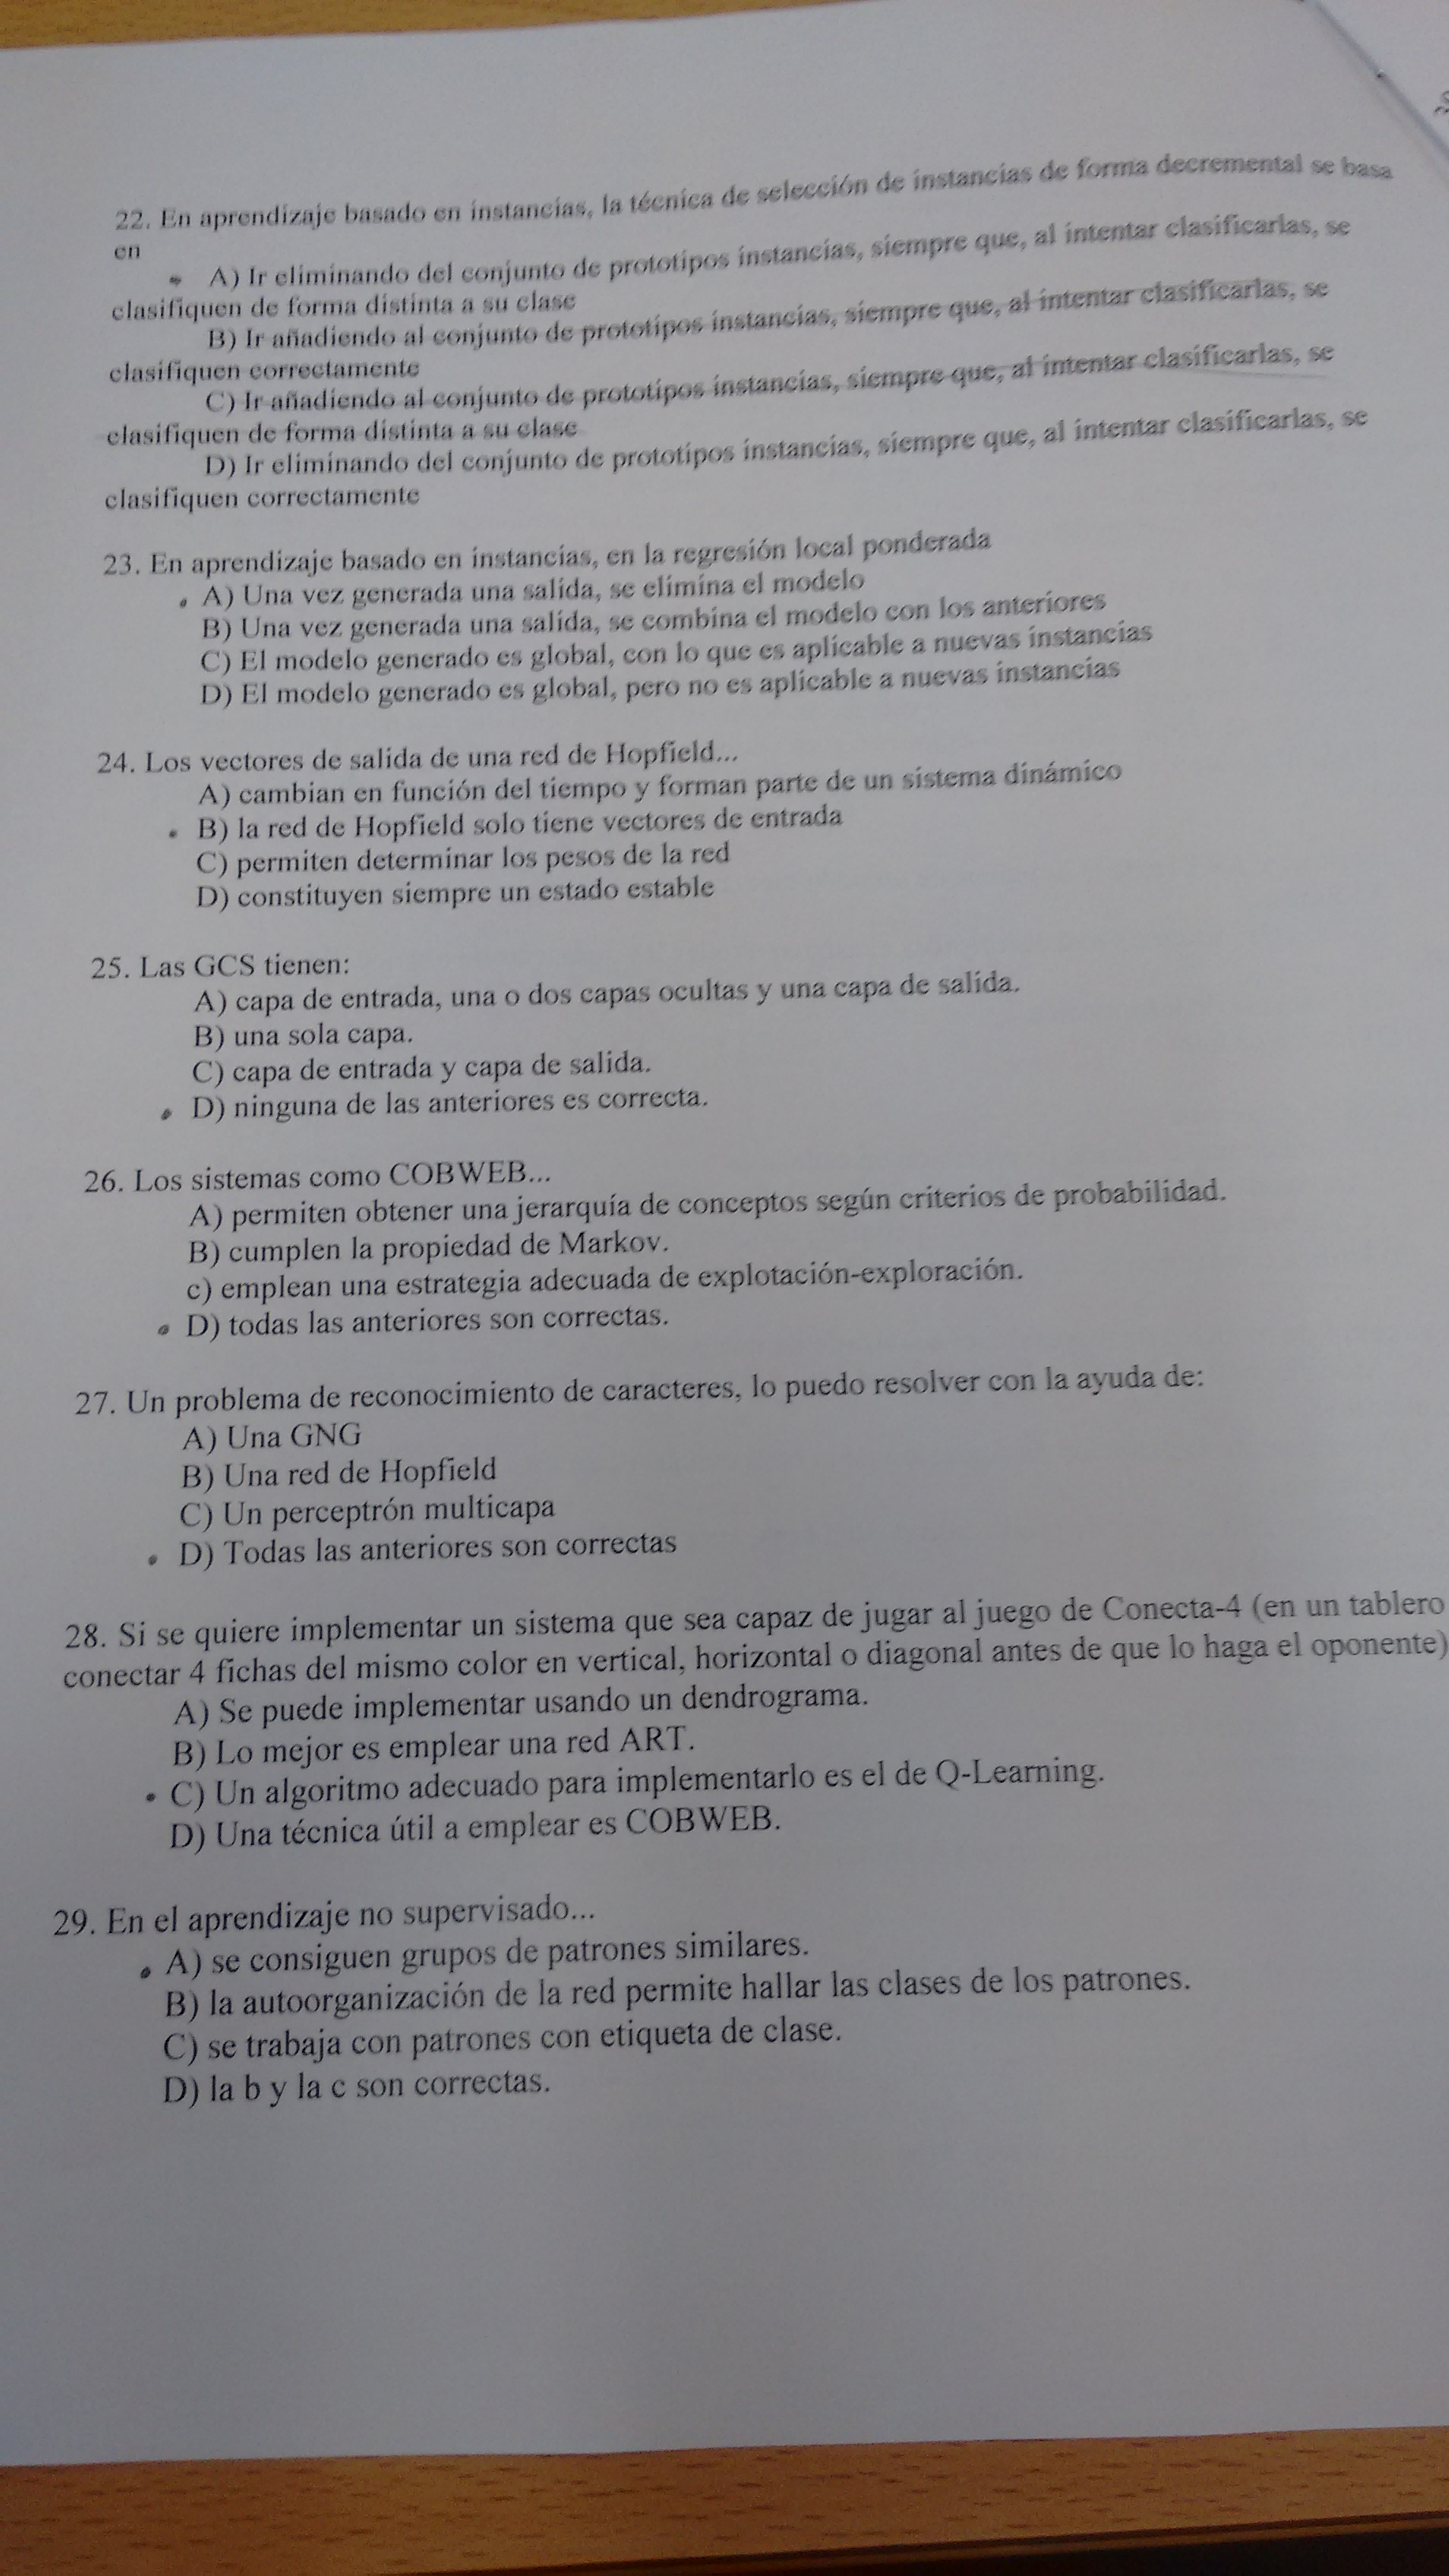 22. En aprendizaje basado en instancias, la técnica de selección de instancias de forma decremental se basa
en
A) Ir eliminando del conjunto de prototipos instancias, siempre que, al intentar clasificarlas, se
clasifiquen de forma distinta a su clase
B) Ir añadiendo al conjunto de prototipos instancias, siempre que, al intentar clasificarlas, se
clasifiquen correctamente
C) Ir añadiendo al conjunto de prototipos instancias, siempre que, al intentar clasificarlas, se
clasifiquen de forma distinta a su clase
D) Ir eliminando del conjunto de prototipos instancias, siempre que, al intentar clasificarlas, se
clasifiquen correctamente
23. En aprendizaje basado en instancias, en la regresión local ponderada
A) Una vez generada una salida, se elimina el modelo
B) Una vez generada una salida, se combina el modelo con los anteriores
C) El modelo generado es global, con lo que es aplicable a nuevas instancias
D) El modelo generado es global, pero no es aplicable a nuevas instancias
24. Los vectores de salida de una red de Hopfield...
A) cambian en función del tiempo y forman parte de un sistema dinámico
B) la red de Hopfield solo tiene vectores de entrada
C) permiten determinar los pesos de la red
D) constituyen siempre un estado estable
25. Las GCS tienen:
A) capa de entrada, una o dos capas ocultas y una capa de salida.
B) una sola capa.
C) capa de entrada y capa de salida.
D) ninguna de las anteriores es correcta.
26. Los sistemas como COBWEB...
A) permiten obtener una jerarquía de conceptos según criterios de probabilidad.
B) cumplen la propiedad de Markov.
c) emplean una estrategia adecuada de explotación-exploración.
D) todas las anteriores son correctas.
27. Un problema de reconocimiento de caracteres, lo puedo resolver con la ayuda de:
A) Una GNG
B) Una red de Hopfield
C) Un perceptrón multicapa
D) Todas las anteriores son correctas
28. Si se quiere implementar un sistema que sea capaz de jugar al juego de Conecta-4 (en un tablero
conectar 4 fichas del mismo color en vertical, horizontal o diagonal antes de que lo haga el oponente)
A) Se puede implementar usando un dendrograma.
B) Lo mejor es emplear una red ART.
C) Un algoritmo adecuado para implementarlo es el de Q-Learning.
D) Una técnica útil a emplear es COBWEB.
29. En el aprendizaje no supervisado...
A) se consiguen grupos de patrones similares.
B) la autoorganización de la red permite hallar las clases de los patrones.
C) se trabaja con patrones con etiqueta de clase.
D) la b y la c son correctas.